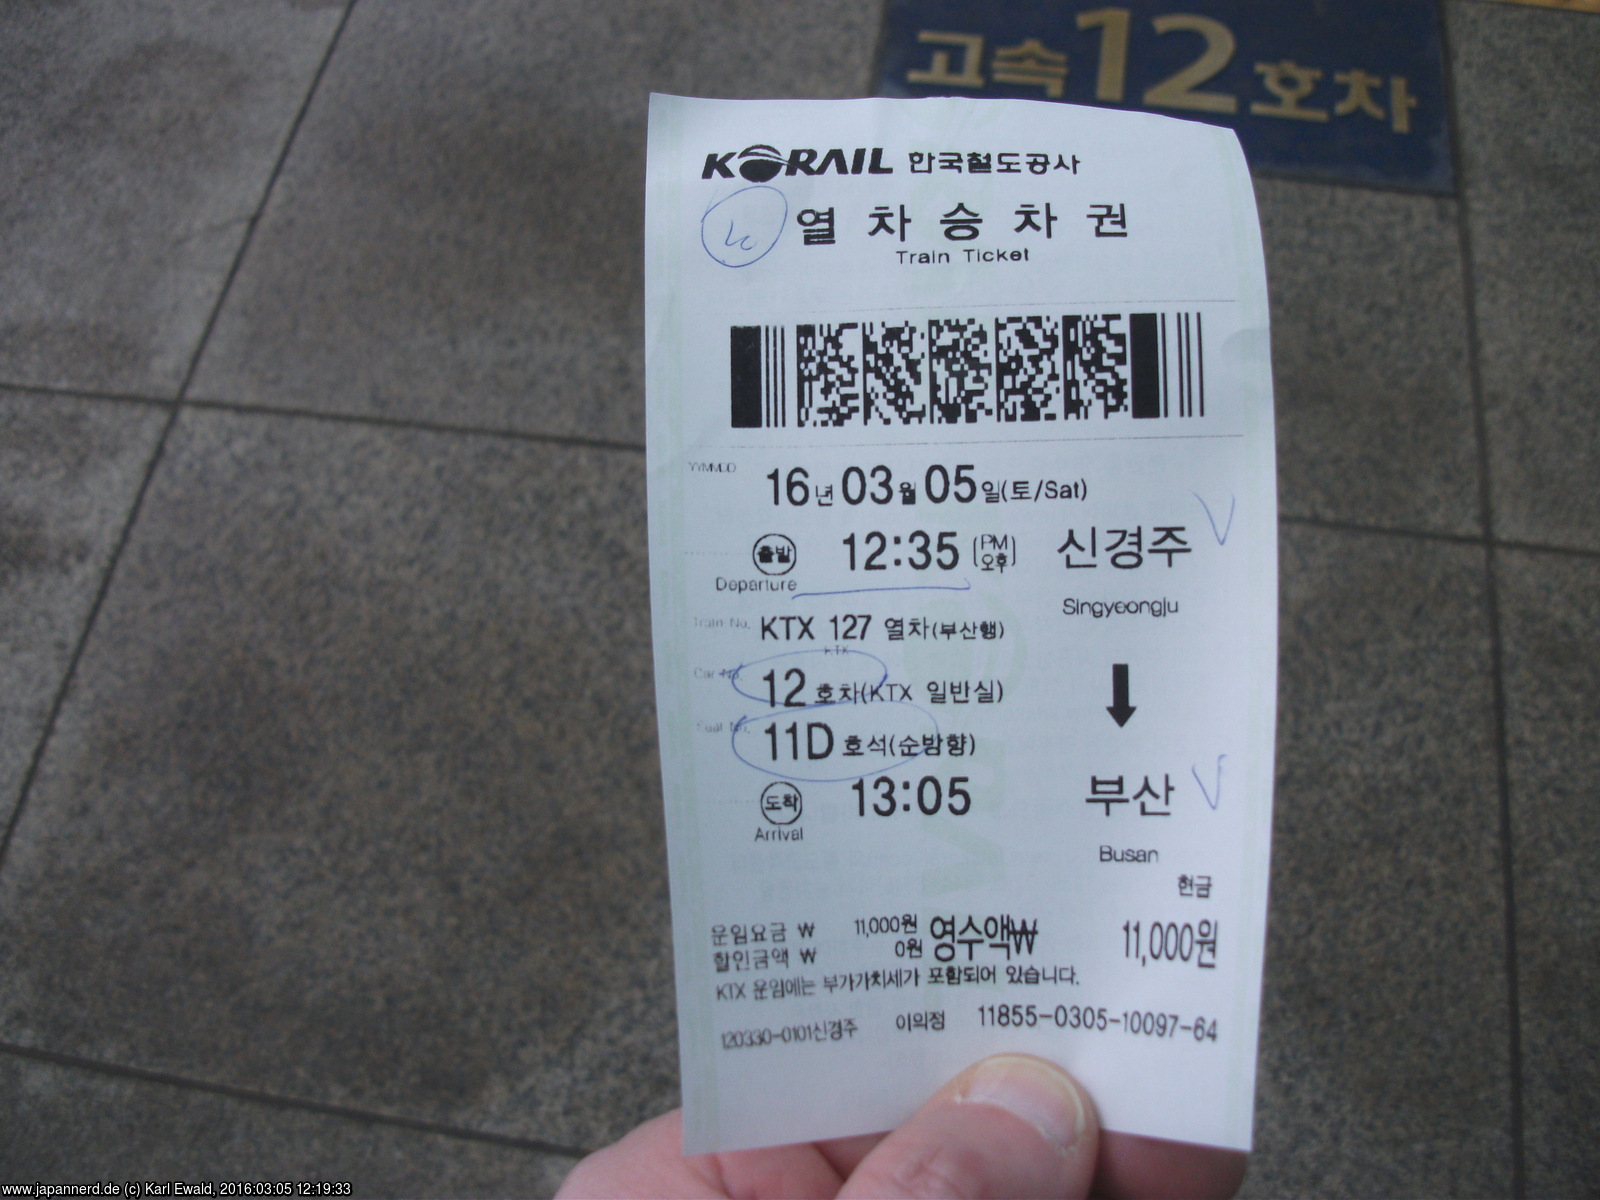 고속12호차
KORAIL 한국철도공사
열차승차권
Train Ticket
YYMMDD
16년 03월 05일(토/Sat)
출발 12:35 (PM 오후) 신경주
Departure
Singyeongju
Train No. KTX 127 열차(부산행)
KTX
Car No. 12 호차(KTX 일반실)
Seat No. 11D 호석(순방향)
도착 13:05 부산
Arrival
Busan
현금
운임요금 ₩ 11,000원 영수액₩ 11,000원
할인금액 ₩ 0원
KTX 운임에는 부가가치세가 포함되어 있습니다.
120330-0101신경주 이의정 11855-0305-10097-64
www.japannerd.de (c) Karl Ewald, 2016:03:05 12:19:33